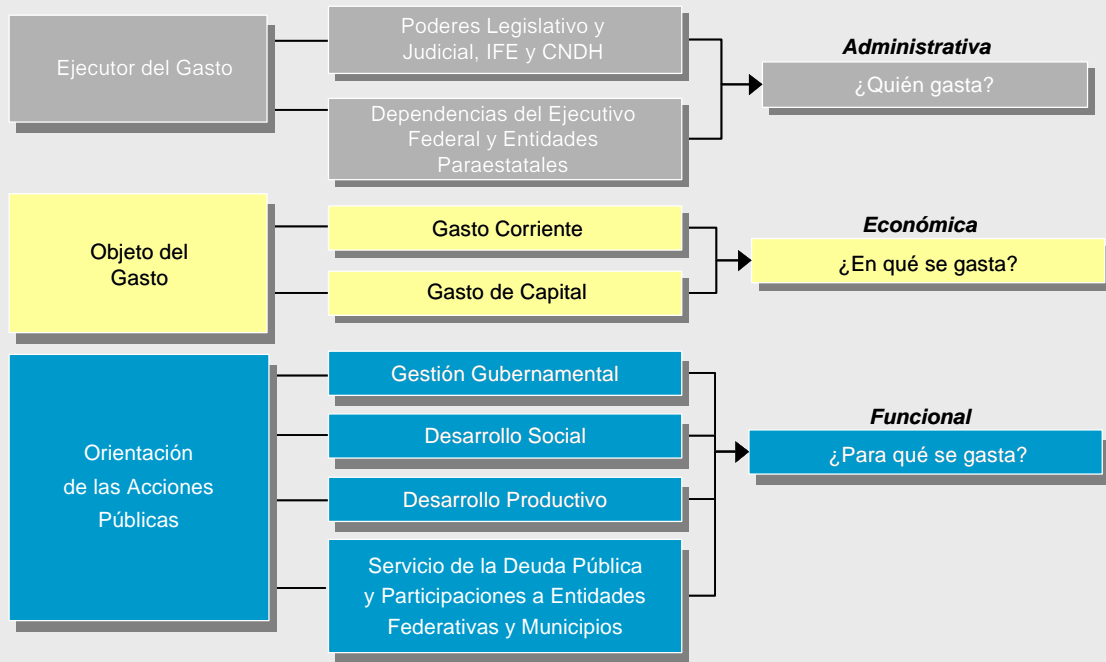 Ejecutor del Gasto
Poderes Legislativo y
Judicial, IFE y CNDH
Dependencias del Ejecutivo
Federal y Entidades
Paraestatales
Administrativa
¿Quién gasta?
Objeto del
Gasto
Gasto Corriente
Gasto de Capital
Económica
¿En qué se gasta?
Orientación
de las Acciones
Públicas
Gestión Gubernamental
Desarrollo Social
Desarrollo Productivo
Servicio de la Deuda Pública
y Participaciones a Entidades
Federativas y Municipios
Funcional
¿Para qué se gasta?